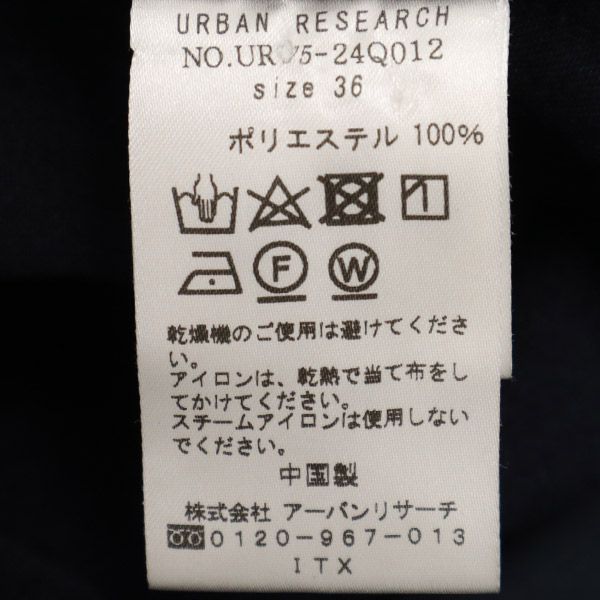 URBAN RESEARCH
NO.UR75-24Q012
size 36
ポリエステル 100%
F W
乾燥機のご使用は避けてくださ
い。
アイロンは、乾熱で当て布をし
てかけてください。
スチームアイロンは使用しない
でください。
中国製
株式会社 アーバンリサーチ
0120-967-013
ITX